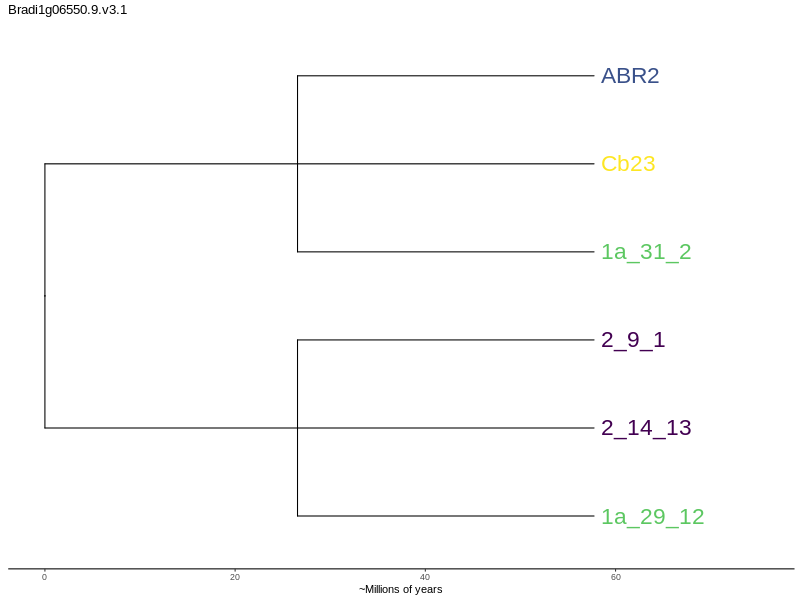 Bradi1g06550.9.v3.1
ABR2
Cb23
1a_31_2
2_9_1
2_14_13
1a_29_12
0 20 40 60
~Millions of years